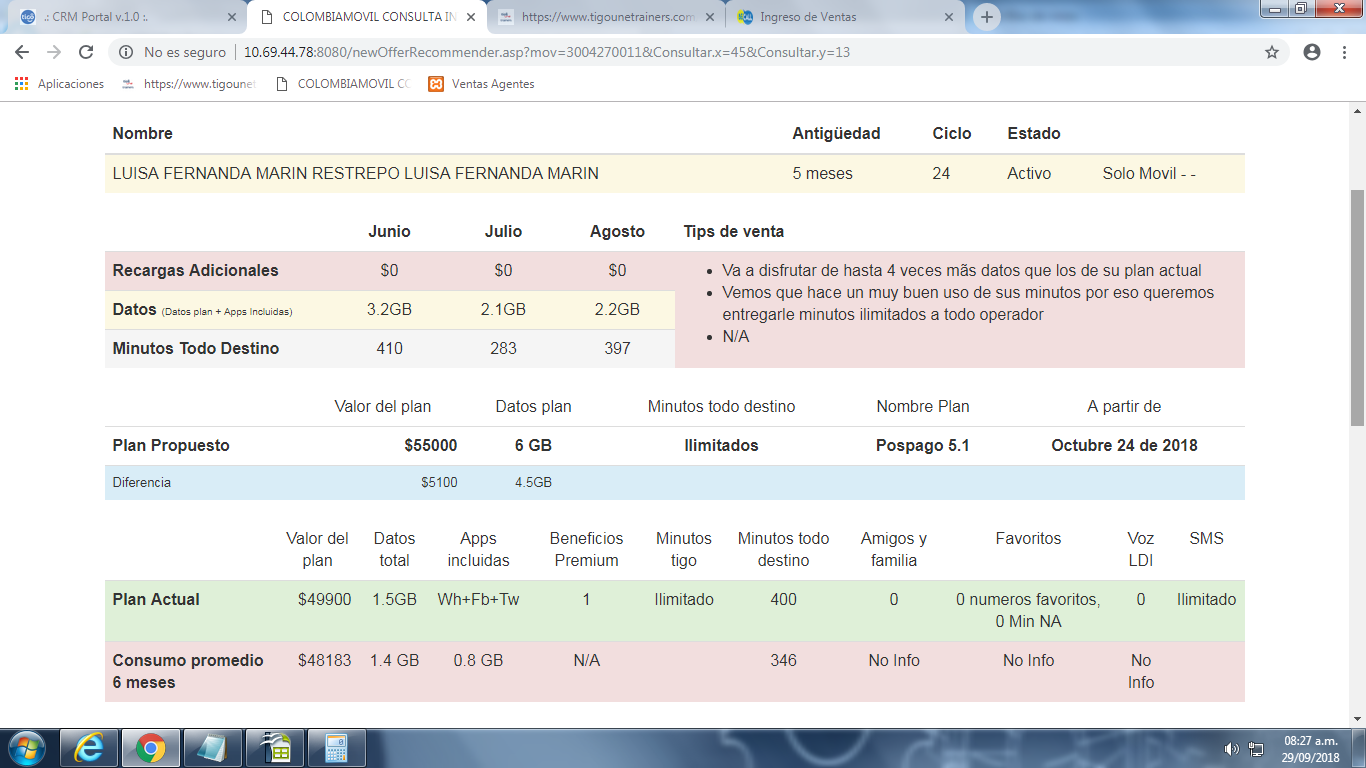 .: CRM Portal v.1.0 :.
COLOMBIAMOVIL CONSULTA IN
https://www.tigounetrainers.com
Ingreso de Ventas
No es seguro | 10.69.44.78:8080/newOfferRecommender.asp?mov=3004270011&Consultar.x=45&Consultar.y=13
Aplicaciones https://www.tigounet COLOMBIAMOVIL CO Ventas Agentes
Nombre Antigüedad Ciclo Estado
LUISA FERNANDA MARIN RESTREPO LUISA FERNANDA MARIN 5 meses 24 Activo Solo Movil - -
Junio Julio Agosto Tips de venta
Recargas Adicionales $0 $0 $0
Datos (Datos plan + Apps Incluidas) 3.2GB 2.1GB 2.2GB
Minutos Todo Destino 410 283 397
• Va a disfrutar de hasta 4 veces mãs datos que los de su plan actual
• Vemos que hace un muy buen uso de sus minutos por eso queremos
entregarle minutos ilimitados a todo operador
• N/A
Valor del plan Datos plan Minutos todo destino Nombre Plan A partir de
Plan Propuesto $55000 6 GB Ilimitados Pospago 5.1 Octubre 24 de 2018
Diferencia $5100 4.5GB
Valor del plan Datos total Apps incluidas Beneficios Premium Minutos tigo Minutos todo destino Amigos y familia Favoritos Voz LDI SMS
Plan Actual $49900 1.5GB Wh+Fb+Tw 1 Ilimitado 400 0 0 numeros favoritos, 0 Min NA 0 Ilimitado
Consumo promedio 6 meses $48183 1.4 GB 0.8 GB N/A 346 No Info No Info No Info
08:27 a.m.
29/09/2018